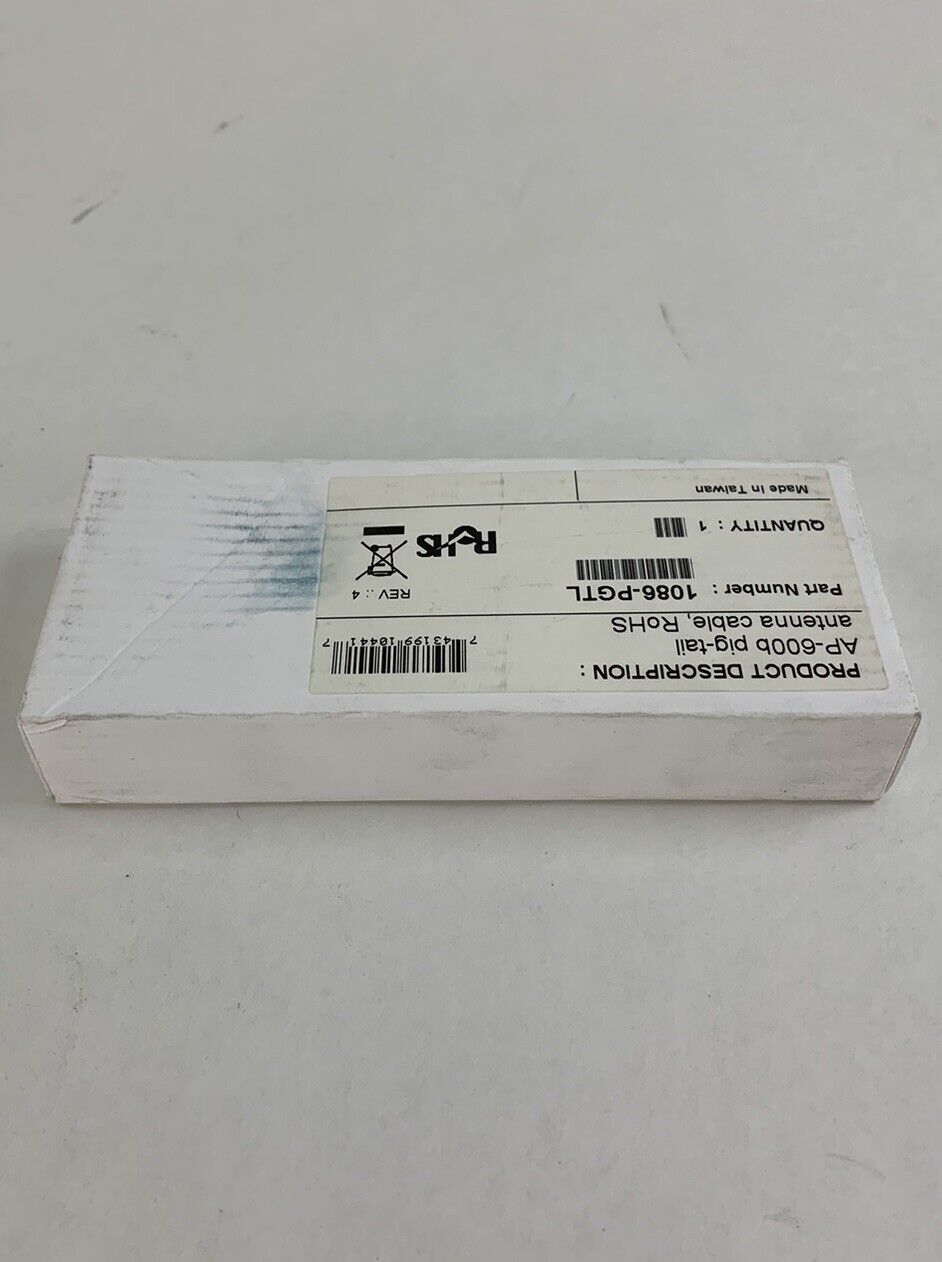 PRODUCT DESCRIPTION :
AP-600b pig-tail
antenna cable, RoHS
7 43199 10441 7
Part Number : 1086-PGTL
REV :: 4
QUANTITY : 1
RoHS
Made in Taiwan